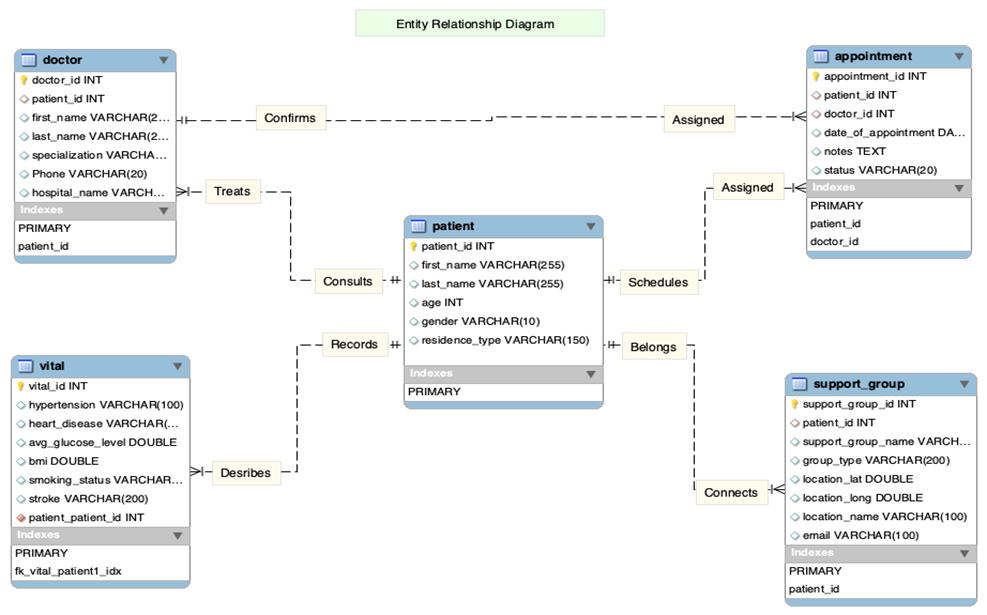 Entity Relationship Diagram
doctor
doctor_id INT
patient_id INT
first_name VARCHAR(2...
last_name VARCHAR(2...
specialization VARCHA...
Phone VARCHAR(20)
hospital_name VARCH...
Indexes
PRIMARY
patient_id
Confirms
Assigned
appointment
appointment_id INT
patient_id INT
doctor_id INT
date_of_appointment DA...
notes TEXT
status VARCHAR(20)
Indexes
PRIMARY
patient_id
doctor_id
Treats
Consults
Assigned
Schedules
patient
patient_id INT
first_name VARCHAR(255)
last_name VARCHAR(255)
age INT
gender VARCHAR(10)
residence_type VARCHAR(150)
Indexes
PRIMARY
Records
Desribes
Belongs
Connects
vital
vital_id INT
hypertension VARCHAR(100)
heart_disease VARCHAR(...
avg_glucose_level DOUBLE
bmi DOUBLE
smoking_status VARCHAR...
stroke VARCHAR(200)
patient_patient_id INT
Indexes
PRIMARY
fk_vital_patient1_idx
support_group
support_group_id INT
patient_id INT
support_group_name VARCH...
group_type VARCHAR(200)
location_lat DOUBLE
location_long DOUBLE
location_name VARCHAR(100)
email VARCHAR(100)
Indexes
PRIMARY
patient_id